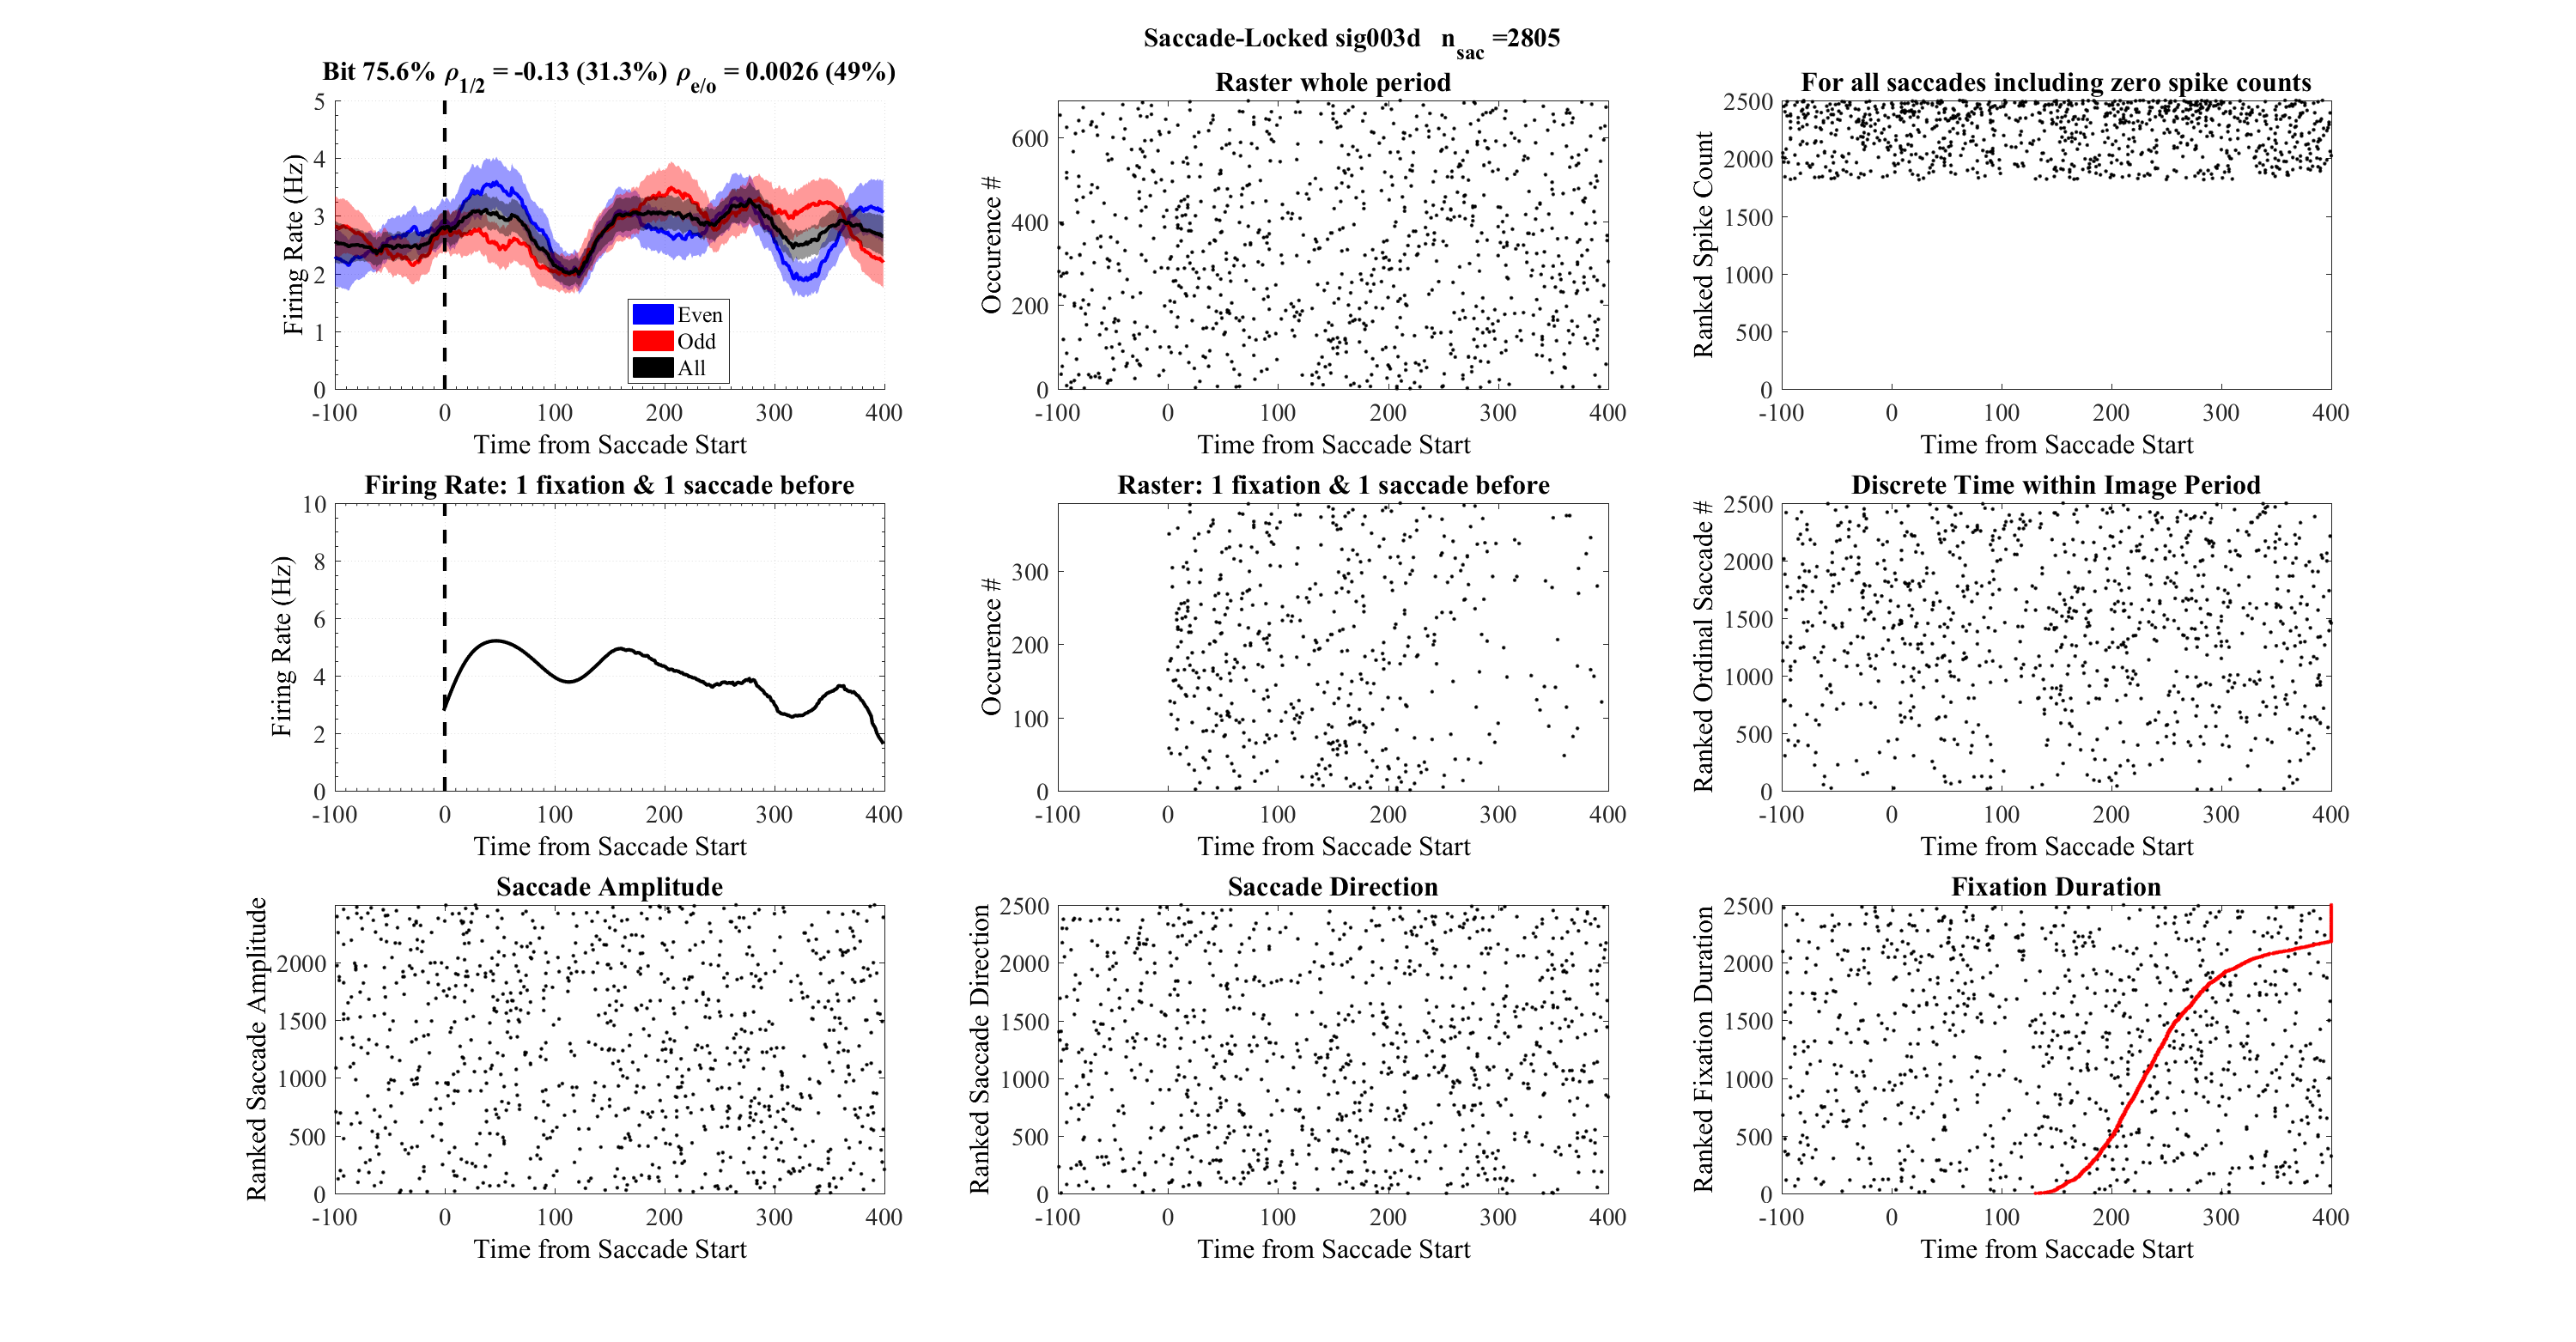 Saccade-Locked sig003d n_sac =2805
Bit 75.6% ρ_1/2 = -0.13 (31.3%) ρ_e/o = 0.0026 (49%)
5
4
3
2
1
0
Firing Rate (Hz)
Even
Odd
All
-100 0 100 200 300 400
Time from Saccade Start
Raster whole period
600
400
200
0
Occurence #
-100 0 100 200 300 400
Time from Saccade Start
For all saccades including zero spike counts
2500
2000
1500
1000
500
0
Ranked Spike Count
-100 0 100 200 300 400
Time from Saccade Start
Firing Rate: 1 fixation & 1 saccade before
10
8
6
4
2
0
Firing Rate (Hz)
-100 0 100 200 300 400
Time from Saccade Start
Raster: 1 fixation & 1 saccade before
300
200
100
0
Occurence #
-100 0 100 200 300 400
Time from Saccade Start
Discrete Time within Image Period
2500
2000
1500
1000
500
0
Ranked Ordinal Saccade #
-100 0 100 200 300 400
Time from Saccade Start
Saccade Amplitude
2000
1500
1000
500
0
Ranked Saccade Amplitude
-100 0 100 200 300 400
Time from Saccade Start
Saccade Direction
2500
2000
1500
1000
500
0
Ranked Saccade Direction
-100 0 100 200 300 400
Time from Saccade Start
Fixation Duration
2500
2000
1500
1000
500
0
Ranked Fixation Duration
-100 0 100 200 300 400
Time from Saccade Start